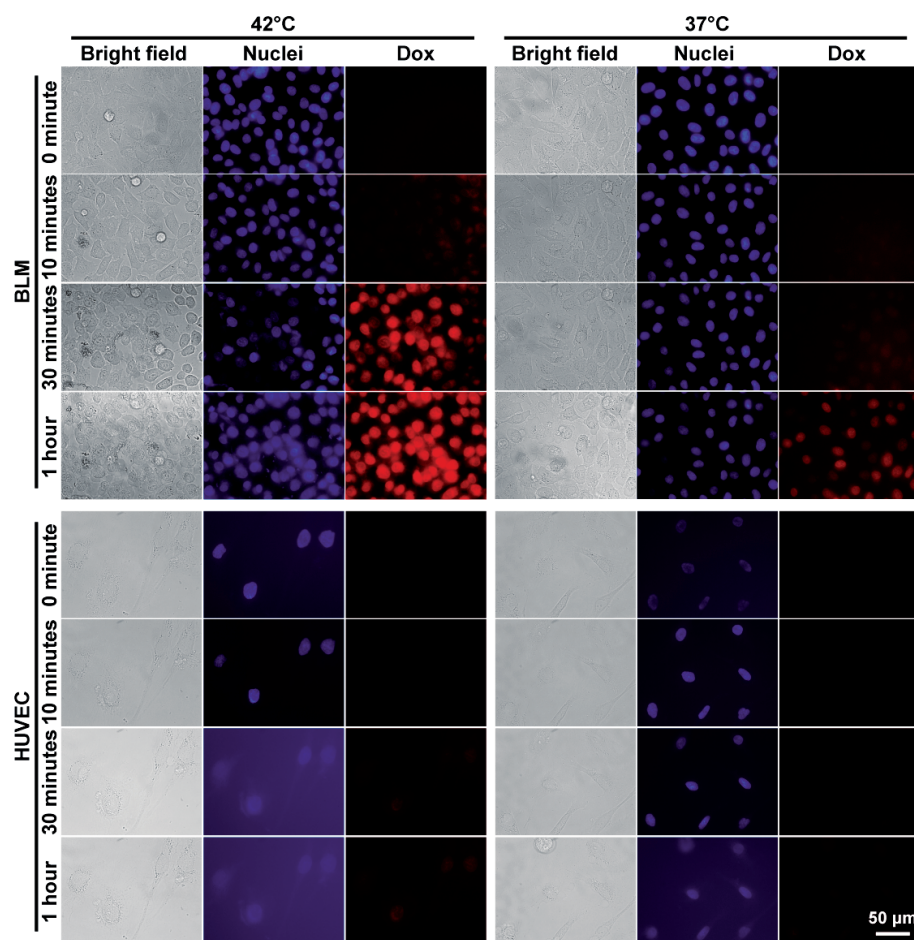 42°C 37°C
Bright field Nuclei Dox Bright field Nuclei Dox
BLM
0 minute
10 minutes
30 minutes
1 hour
HUVEC
0 minute
10 minutes
30 minutes
1 hour
50 µm